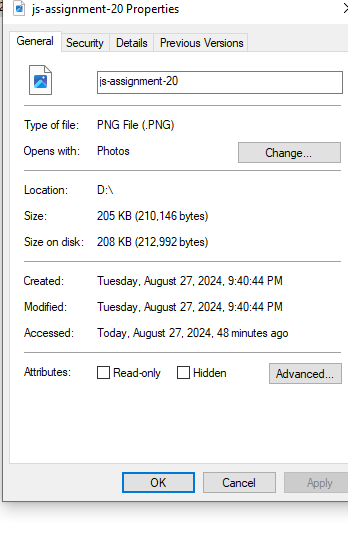 js-assignment-20 Properties
General Security Details Previous Versions
js-assignment-20
Type of file: PNG File (.PNG)
Opens with: Photos Change...
Location: D:\
Size: 205 KB (210,146 bytes)
Size on disk: 208 KB (212,992 bytes)
Created: Tuesday, August 27, 2024, 9:40:44 PM
Modified: Tuesday, August 27, 2024, 9:40:44 PM
Accessed: Today, August 27, 2024, 48 minutes ago
Attributes: Read-only Hidden Advanced...
OK Cancel Apply